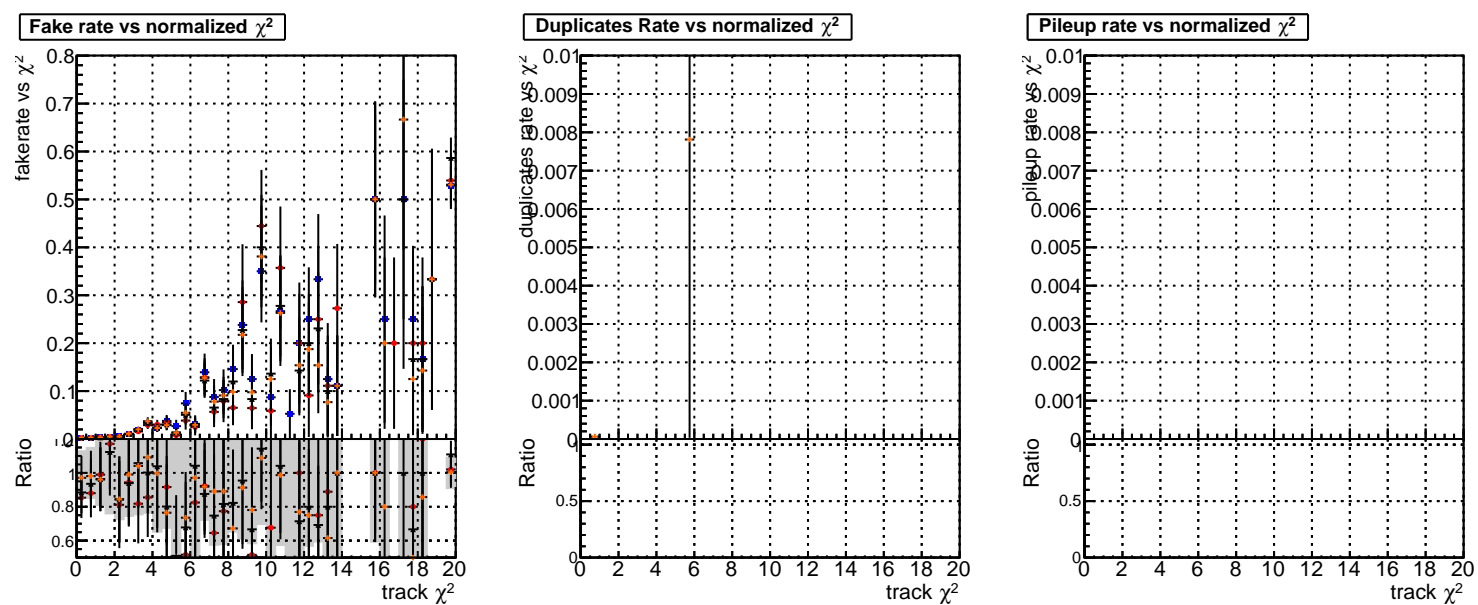 Fake rate vs normalized χ²
fakerate vs χ²
0.8
0.7
0.6
0.5
0.4
0.3
0.2
0.1
0
Ratio
1
0.8
0.6
0 2 4 6 8 10 12 14 16 18 20
track χ²
Duplicates Rate vs normalized χ²
duplicates rate vs χ²
0.01
0.009
0.008
0.007
0.006
0.005
0.004
0.003
0.002
0.001
0
Ratio
1
0.5
0
0 2 4 6 8 10 12 14 16 18 20
track χ²
Pileup rate vs normalized χ²
pileup rate vs χ²
0.01
0.009
0.008
0.007
0.006
0.005
0.004
0.003
0.002
0.001
0
Ratio
1
0.5
0
0 2 4 6 8 10 12 14 16 18 20
track χ²